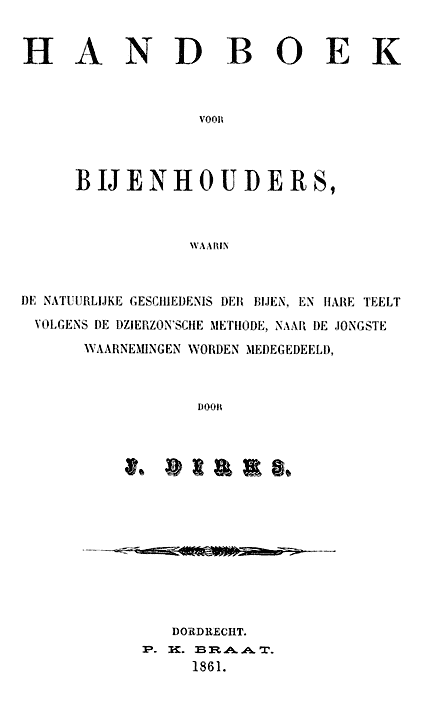 HANDBOEK
VOOR
BIJENHOUDERS,
WAARIN
DE NATUURLIJKE GESCHIEDENIS DER BIJEN, EN HARE TEELT
VOLGENS DE DZIERZON'SCHE METHODE, NAAR DE JONGSTE
WAARNEMINGEN WORDEN MEDEGEDEELD,
DOOR
J. DIRKS.
DORDRECHT.
P. K. BRAAT.
1861.